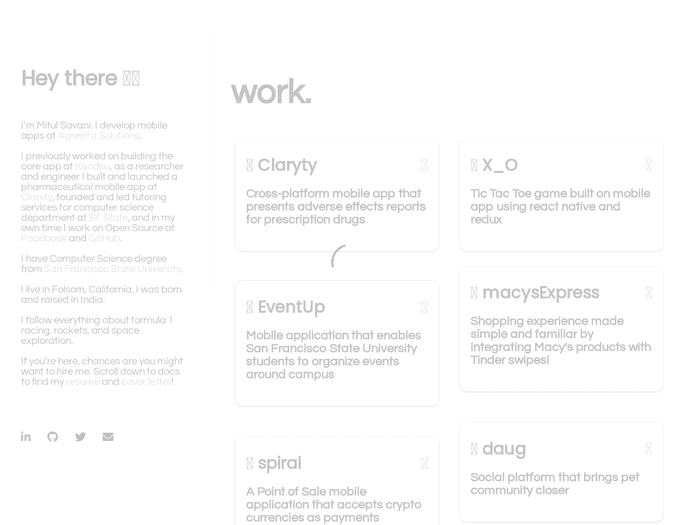 Hey there
I'm Mitul Savani. I develop mobile
apps at AgreeYa Solutions.
I previously worked on building the
core app at Kandou, as a researcher
and engineer I built and launched a
pharmaceutical mobile app at
Claryty, founded and led tutoring
services for computer science
department at SF State, and in my
own time I work on Open Source at
Facebook and GitHub.
I have Computer Science degree
from San Francisco State University.
I live in Folsom, California. I was born
and raised in India.
I follow everything about formula 1
racing, rockets, and space
exploration.
If you're here, chances are you might
want to hire me. Scroll down to docs
to find my resume and cover letter!
work.
Claryty
Cross-platform mobile app that
presents adverse effects reports
for prescription drugs
X_O
Tic Tac Toe game built on mobile
app using react native and
redux
EventUp
Mobile application that enables
San Francisco State University
students to organize events
around campus
macysExpress
Shopping experience made
simple and familiar by
Integrating Macy's products with
Tinder swipes!
spiral
A Point of Sale mobile
application that accepts crypto
currencies as payments
daug
Social platform that brings pet
community closer